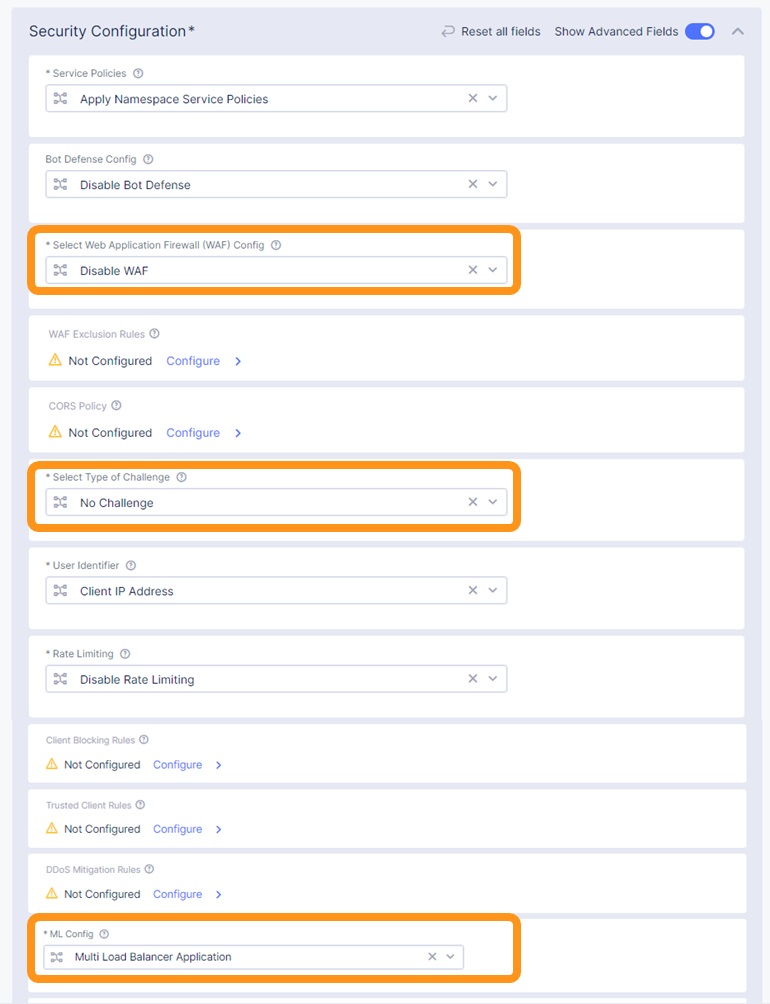 Security Configuration*
Reset all fields
Show Advanced Fields
* Service Policies
Apply Namespace Service Policies
Bot Defense Config
Disable Bot Defense
* Select Web Application Firewall (WAF) Config
Disable WAF
WAF Exclusion Rules
Not Configured Configure
CORS Policy
Not Configured Configure
* Select Type of Challenge
No Challenge
* User Identifier
Client IP Address
* Rate Limiting
Disable Rate Limiting
Client Blocking Rules
Not Configured Configure
Trusted Client Rules
Not Configured Configure
DDoS Mitigation Rules
Not Configured Configure
* ML Config
Multi Load Balancer Application